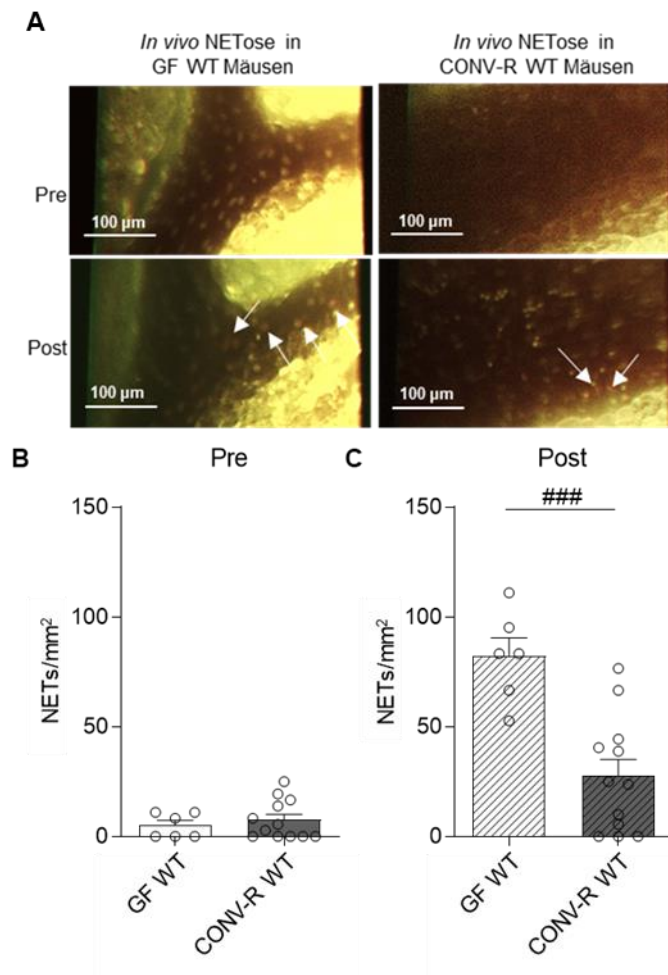 A
In vivo NETose in
GF WT Mäusen
In vivo NETose in
CONV-R WT Mäusen
Pre
100 µm
100 µm
Post
100 µm
100 µm
B
Pre
150
100
50
0
NETs/mm²
GF WT
CONV-R WT
C
Post
###
150
100
50
0
NETs/mm²
GF WT
CONV-R WT